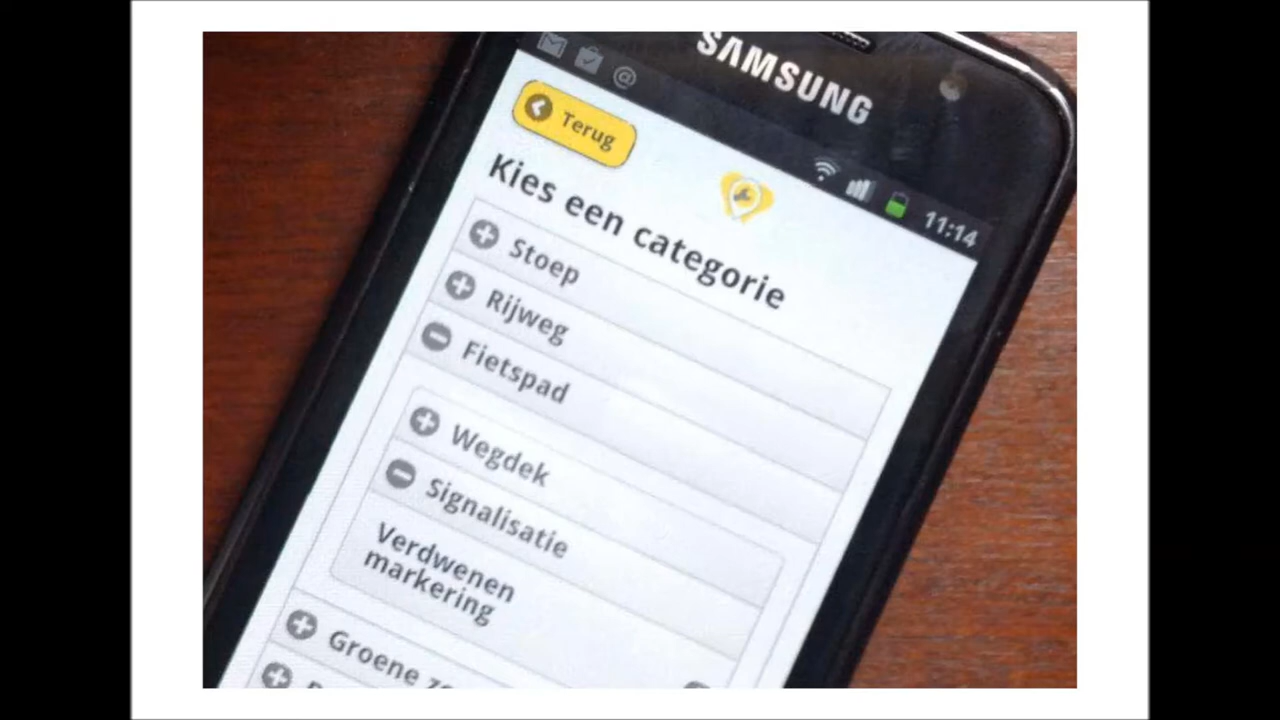 SAMSUNG
@
11:14
Terug
Kies een categorie
Stoep
Rijweg
Fietspad
Wegdek
Signalisatie
Verdwenen
markering
Groene